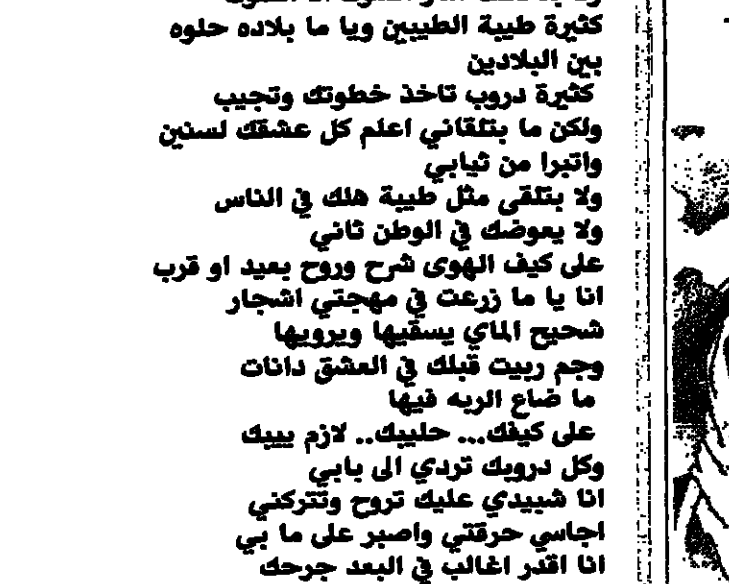 كثيرة طيبة الطيبين ويا ما بلاده حلوه
بين البلادين
كثيرة دروب تاخذ خطوتك وتجيب
ولكن ما بتلقاني اعلم كل عشقك لسنين
واتبرا من ثيابي
ولا بتلقى مثل طيبة هلك في الناس
ولا يعوضك في الوطن ثاني
على كيف الهوى شرح وروح بعيد او قرب
انا يا ما زرعت في مهجتي اشجار
شحيح الماي يسقيها ويرويها
وجم ربيت قبلك في العشق دانات
ما ضاع الربه فيها
على كيفك... حليبك.. لازم ييبك
وكل دروبك تردي الى بابي
انا شبيدي عليك تروح وتتركني
اجاسي حرقتي واصبر على ما بي
انا اقدر اغالب في البعد جرحك